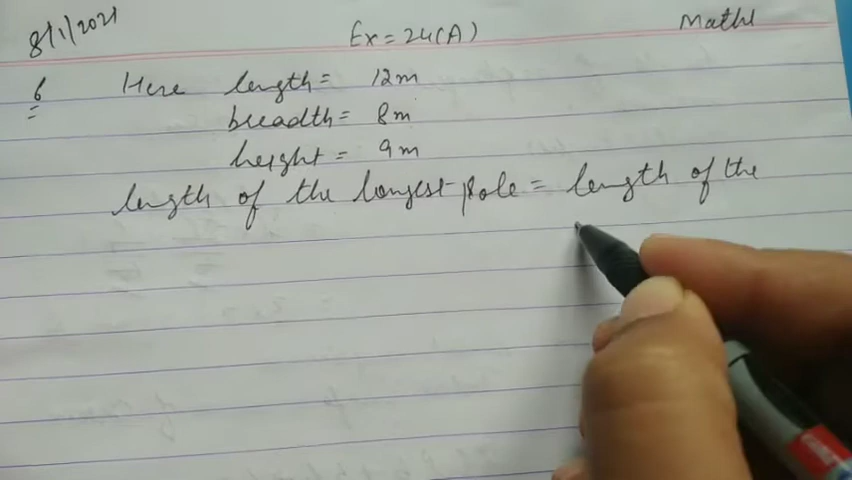 8/1/2021 Ex = 24(A) Maths
6 Here length = 12m
breadth = 8m
height = 9m
length of the longest pole = length of the